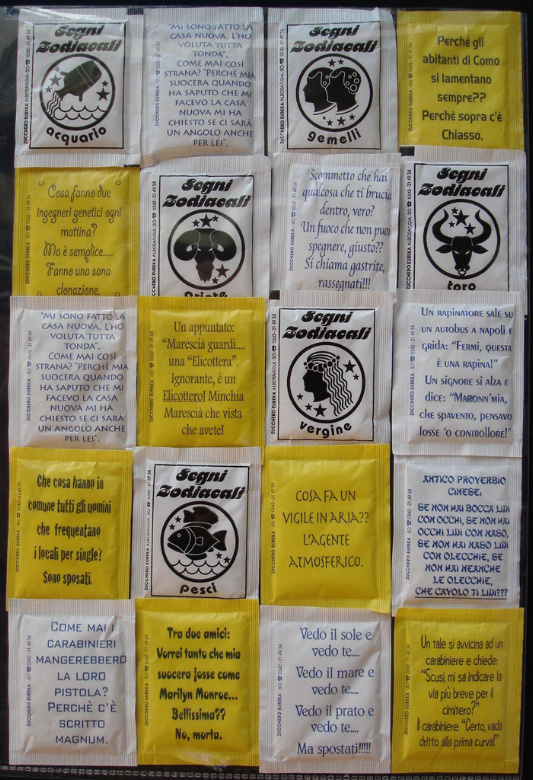 Segni
Zodiacali
acquario
"MI SONO FATTO LA
CASA NUOVA, L'HO
VOLUTA TUTTA
TONDA".
COME MAI COSÌ
STRANA? "PERCHÈ MIA
SUOCERA QUANDO
HA SAPUTO CHE MI
FACEVO LA CASA
NUOVA MI HA
CHIESTO SE CI SARÀ
UN ANGOLO ANCHE
PER LEI".
Segni
Zodiacali
gemelli
Perchè gli
abitanti di Como
si lamentano
sempre??
Perchè sopra c'è
Chiasso.
Cosa fanno due
ingegneri genetici ogni
mattina?
Ma è semplice....
Fanno una sana
clonazione.
Segni
Zodiacali
Ariete
Scommetto che hai
qualcosa che ti brucia
dentro, vero?
Un fuoco che non puoi
spegnere, giusto??
Si chiama gastrite,
rassegnati!!!
Segni
Zodiacali
toro
"MI SONO FATTO LA
CASA NUOVA, L'HO
VOLUTA TUTTA
TONDA".
COME MAI COSÌ
STRANA? "PERCHÈ MIA
SUOCERA QUANDO
HA SAPUTO CHE MI
FACEVO LA CASA
NUOVA MI HA
CHIESTO SE CI SARÀ
UN ANGOLO ANCHE
PER LEI".
Un appuntato:
"Marescià guardi....
una "Elicottera".
Ignorante, è un
Elicottero! Minchia
Marescià che vista
che avete!
Segni
Zodiacali
vergine
UN RAPINATORE SALE SU
UN AUTOBUS A NAPOLI E
GRIDA: "FERMI, QUESTA
È UNA RAPINA!"
UN SIGNORE SI ALZA E
DICE: "MARONN'MIA,
CHE SPAVENTO, PENSAVO
FOSSE 'O CONTROLLORE!"
Che cosa hanno in
comune tutti gli uomini
che frequentano
i locali per single?
Sono sposati.
Segni
Zodiacali
pesci
COSA FA UN
VIGILE IN ARIA??
L'AGENTE
ATMOSFERICO.
ANTICO PROVERBIO
CINESE.
SE NON HAI BOCCA LIDI
CON OCCHI, SE NON HAI
OCCHI LIDI CON NASO,
SE NON HAI NASO LIDI
CON OLECCHIE, SE
NON HAI NEANCHE
LE OLECCHIE,
CHE CAVOLO TI LIDI???
COME MAI I
CARABINIERI
MANGEREBBERO
LA LORO
PISTOLA?
PERCHÈ C'È
SCRITTO
MAGNUM.
Tra due amici:
Vorrei tanto che mia
suocera fosse come
Marilyn Monroe...
Bellissima??
No, morta.
Vedo il sole e
vedo te....
Vedo il mare e
vedo te....
Vedo il prato e
vedo te....
Ma spostati!!!!!
Un tale si avvicina ad un
carabiniere e chiede:
"Scusi, mi sa indicare la
via più breve per il
cimitero?"
Il carabiniere "Certo, vada
dritto alla prima curva!"